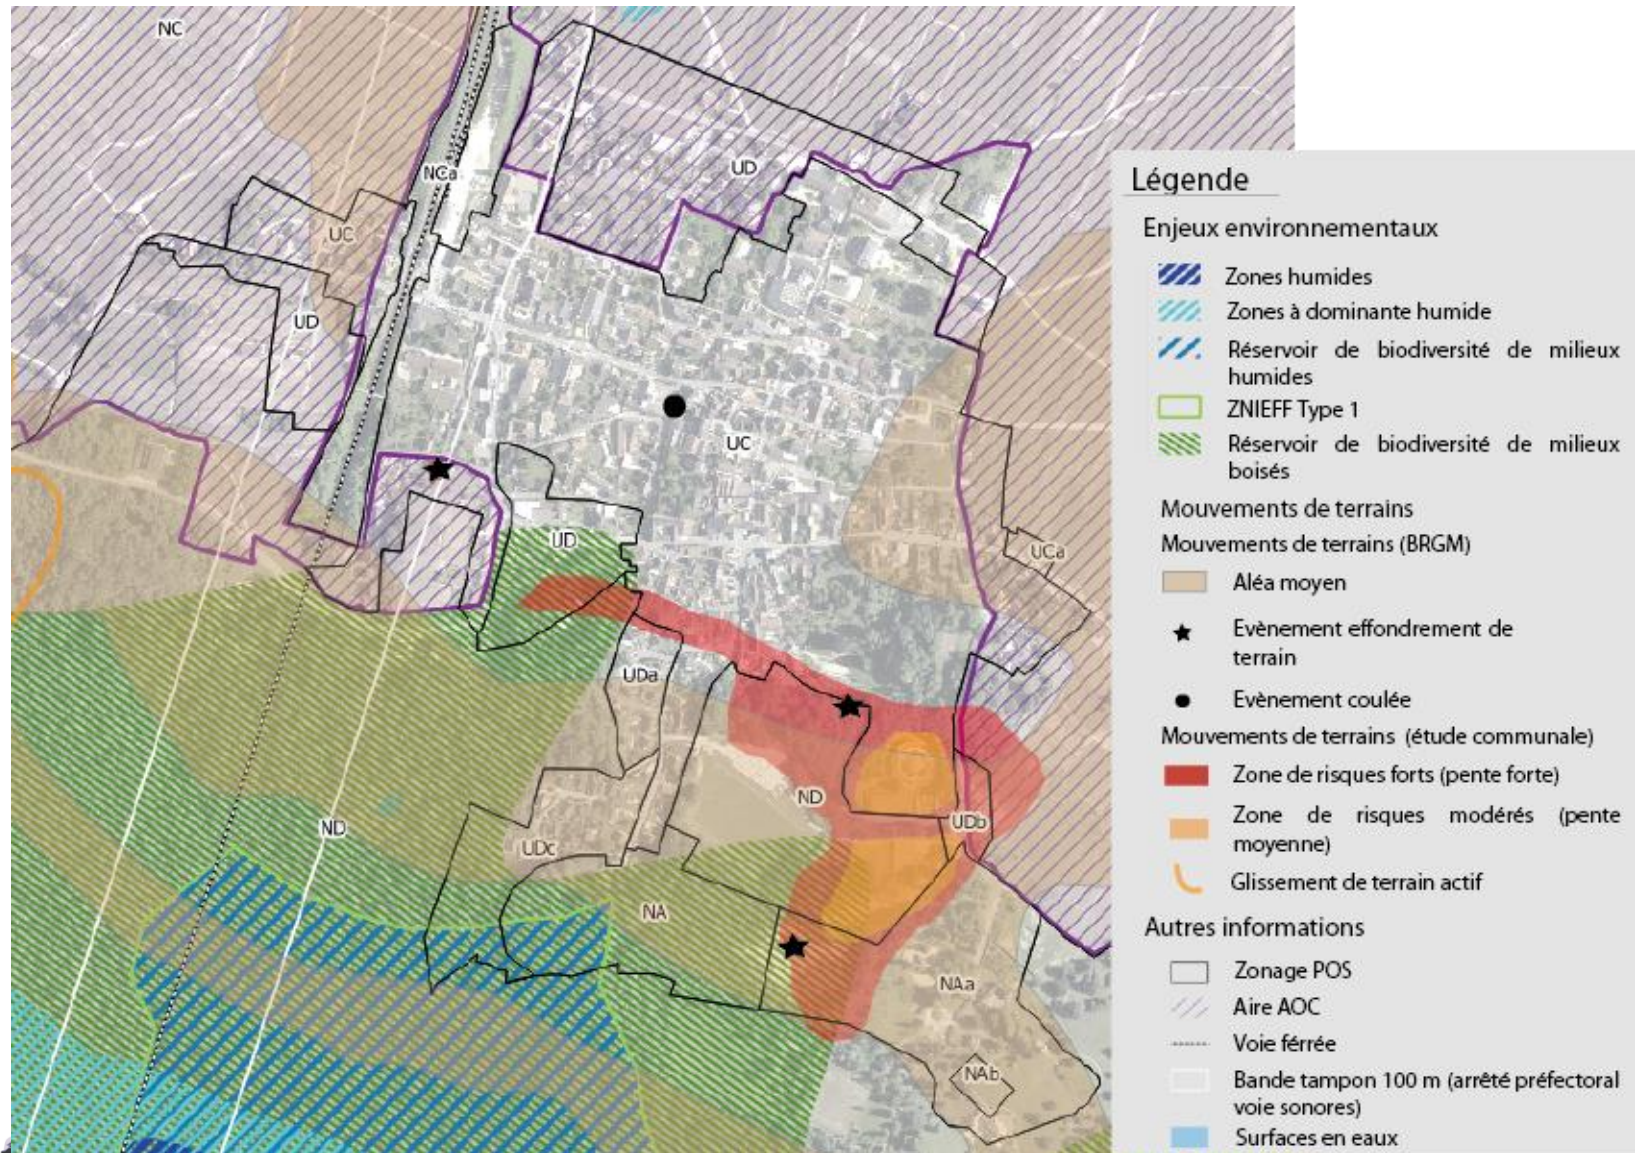 NC
NCa
UD
UC
UD
UC
UD
UCa
UDa
ND
UDb
ND
UDc
NA
NAa
NAb
Légende
Enjeux environnementaux
Zones humides
Zones à dominante humide
Réservoir de biodiversité de milieux
humides
ZNIEFF Type 1
Réservoir de biodiversité de milieux
boisés
Mouvements de terrains
Mouvements de terrains (BRGM)
Aléa moyen
Evènement effondrement de
terrain
Evènement coulée
Mouvements de terrains (étude communale)
Zone de risques forts (pente forte)
Zone de risques modérés (pente
moyenne)
Glissement de terrain actif
Autres informations
Zonage POS
Aire AOC
Voie férrée
Bande tampon 100 m (arrêté préfectoral
voie sonores)
Surfaces en eaux